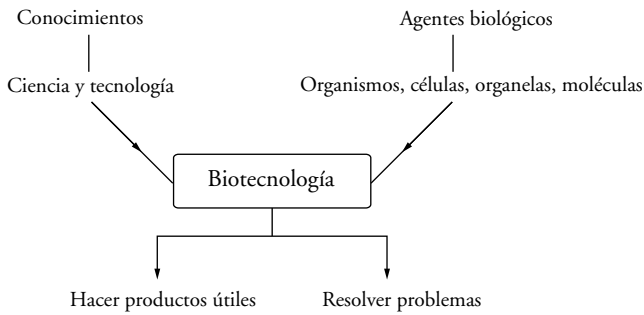 Conocimientos
Agentes biológicos
Ciencia y tecnología
Organismos, células, organelas, moléculas
Biotecnología
Hacer productos útiles
Resolver problemas